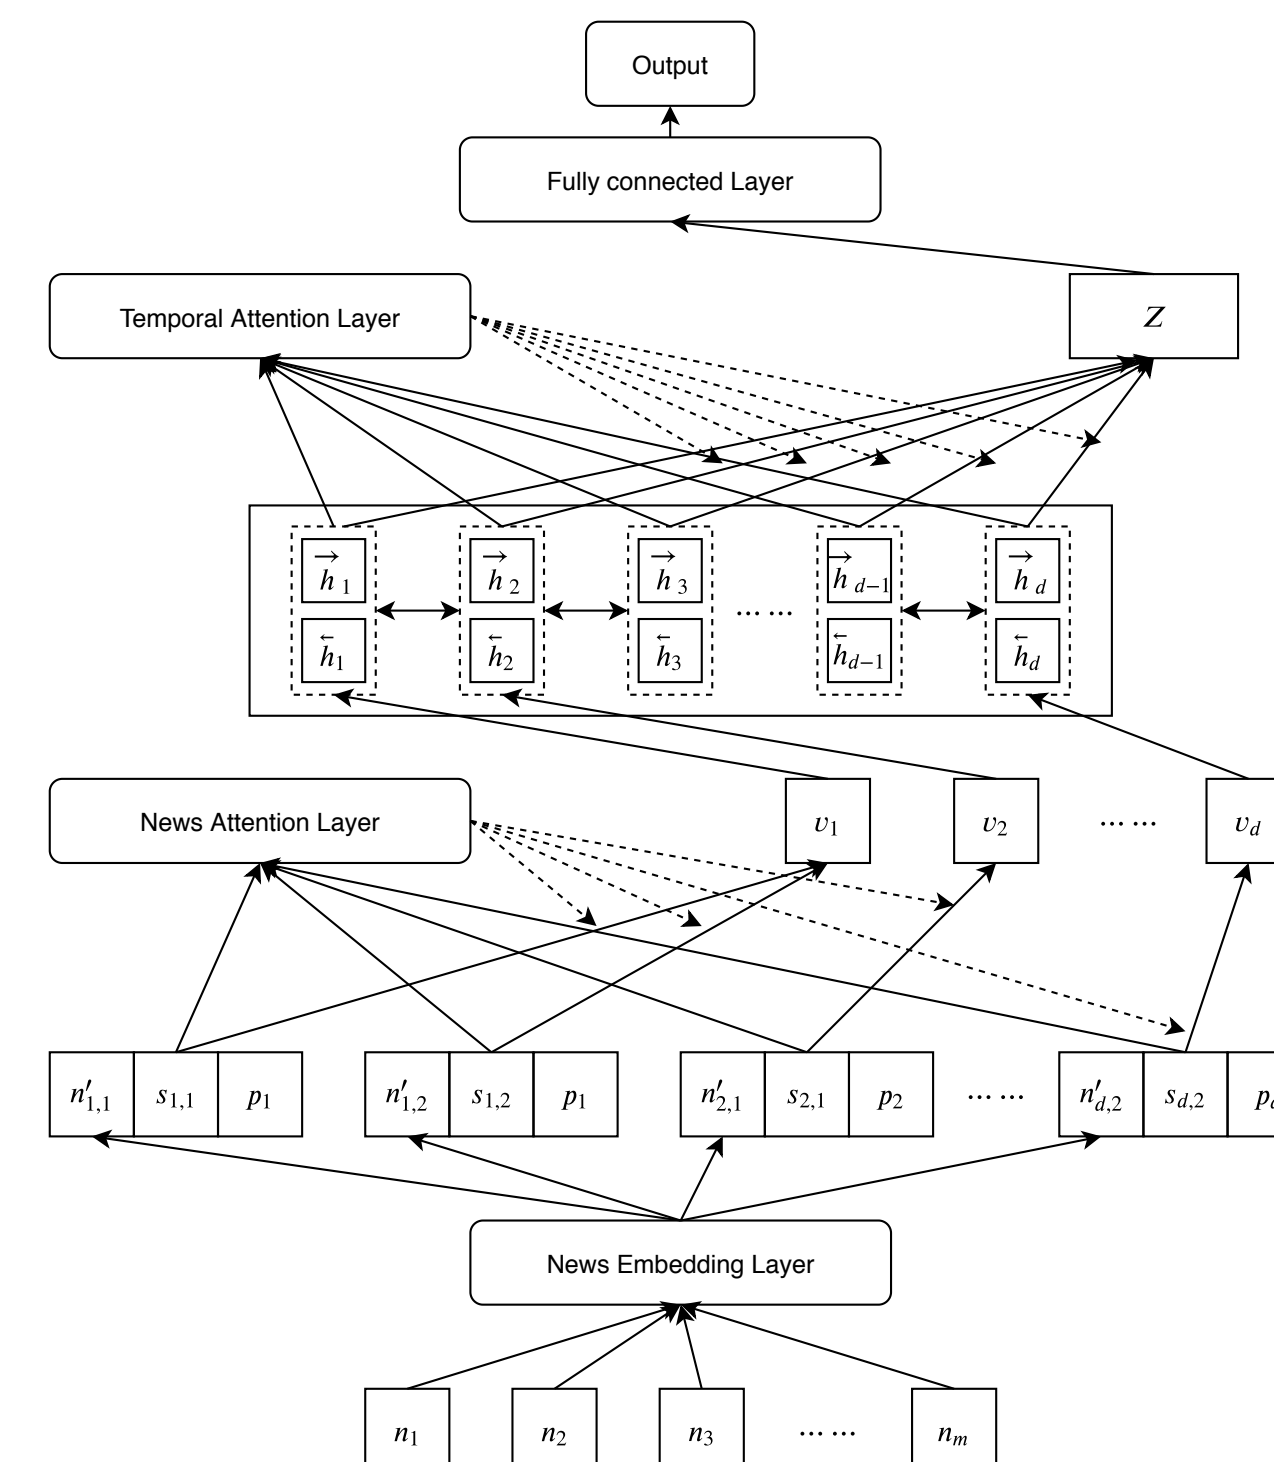 Output
Fully connected Layer
Temporal Attention Layer
Z
→h 1 →h 2 →h 3 →h d−1 →h d
…… 
←h1 ←h2 ←h3 ←hd−1 ←hd
News Attention Layer
v1 v2 …… vd
n′1,1 s1,1 p1 n′1,2 s1,2 p1 n′2,1 s2,1 p2 …… n′d,2 sd,2
News Embedding Layer
n1 n2 n3 …… nm